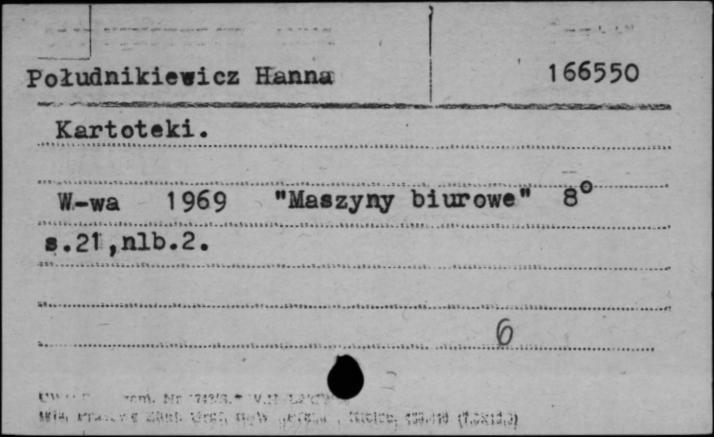 Południkiewicz Hanna 166550
Kartoteki.
W-wa 1969 "Maszyny biurowe" 8°
s.21,nlb.2.
6